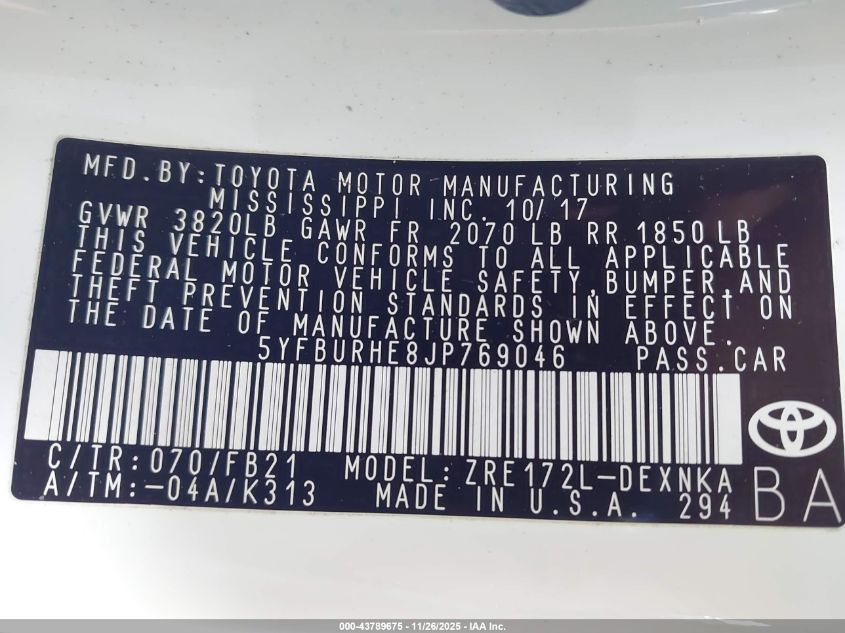 MFD.BY:TOYOTA MOTOR MANUFACTURING
MISSISSIPPI INC. 10/17
GVWR 3820LB GAWR FR 2070 LB RR 1850 LB
THIS VEHICLE CONFORMS TO ALL APPLICABLE
FEDERAL MOTOR VEHICLE SAFETY,BUMPER,AND
THEFT PREVENTION STANDARDS IN EFFECT ON
THE DATE OF MANUFACTURE SHOWN ABOVE.
5YFBURHE8JP769046 PASS.CAR
C/TR:070/FB21 MODEL:ZRE172L-DEXNKA
A/TM:-04A/K313 MADE IN U.S.A. 294
BA
000-43789675 - 11/26/2025 - IAA Inc.